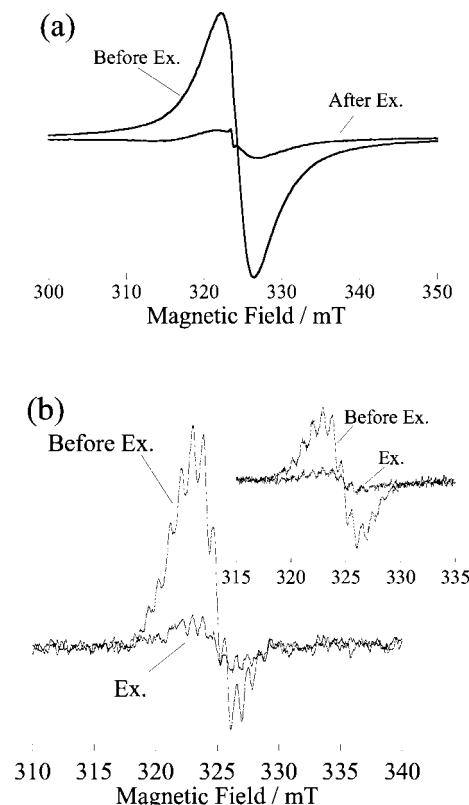 (a)
Before Ex.
After Ex.
300 310 320 330 340 350
Magnetic Field / mT
(b)
Before Ex.
Before Ex.
Ex.
315 320 325 330 335
Ex.
310 315 320 325 330 335 340
Magnetic Field / mT